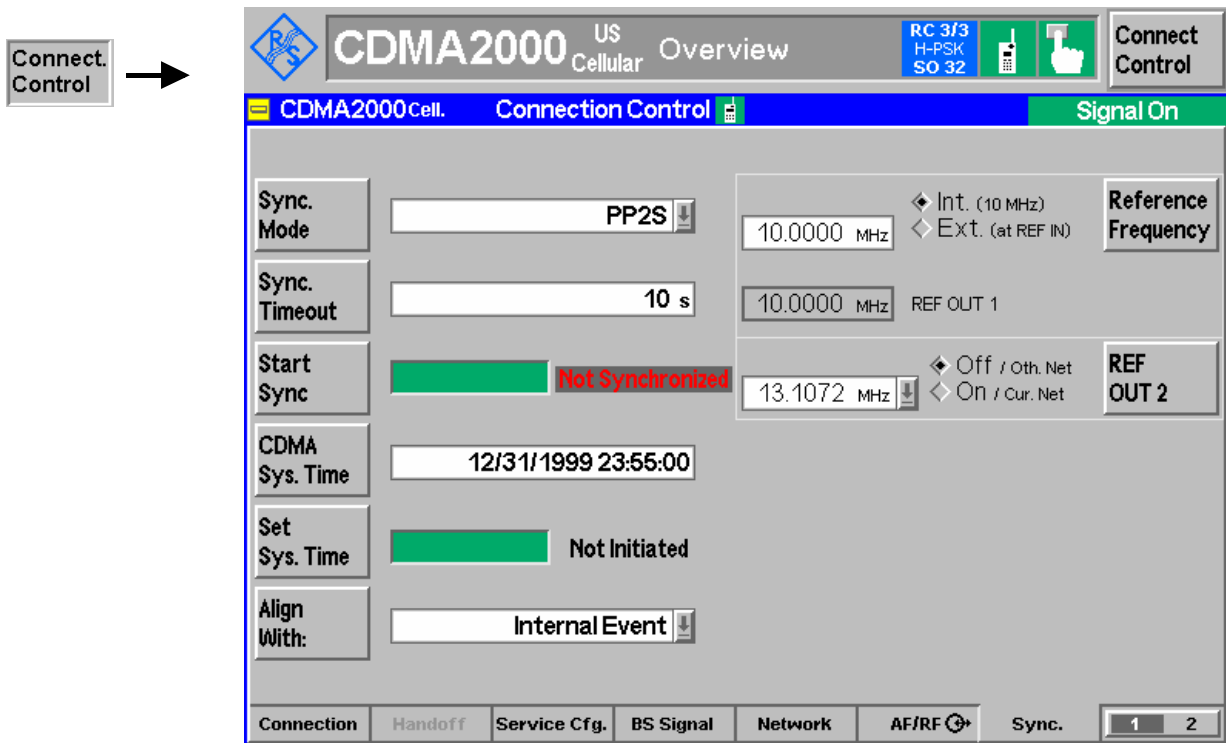 Connect.
Control
R&S
CDMA2000 US Cellular Overview
RC 3/3
H-PSK
SO 32
Connect
Control
CDMA2000 Cell. Connection Control Signal On
Sync.
Mode
PP2S
10.0000 MHz
Int. (10 MHz)
Ext. (at REF IN)
Reference
Frequency
Sync.
Timeout
10 s
10.0000 MHz REF OUT 1
Start
Sync
Not Synchronized
13.1072 MHz
Off / Oth. Net
On / Cur. Net
REF
OUT 2
CDMA
Sys. Time
12/31/1999 23:55:00
Set
Sys. Time
Not Initiated
Align
With:
Internal Event
Connection Handoff Service Cfg. BS Signal Network AF/RF Sync. 1 2